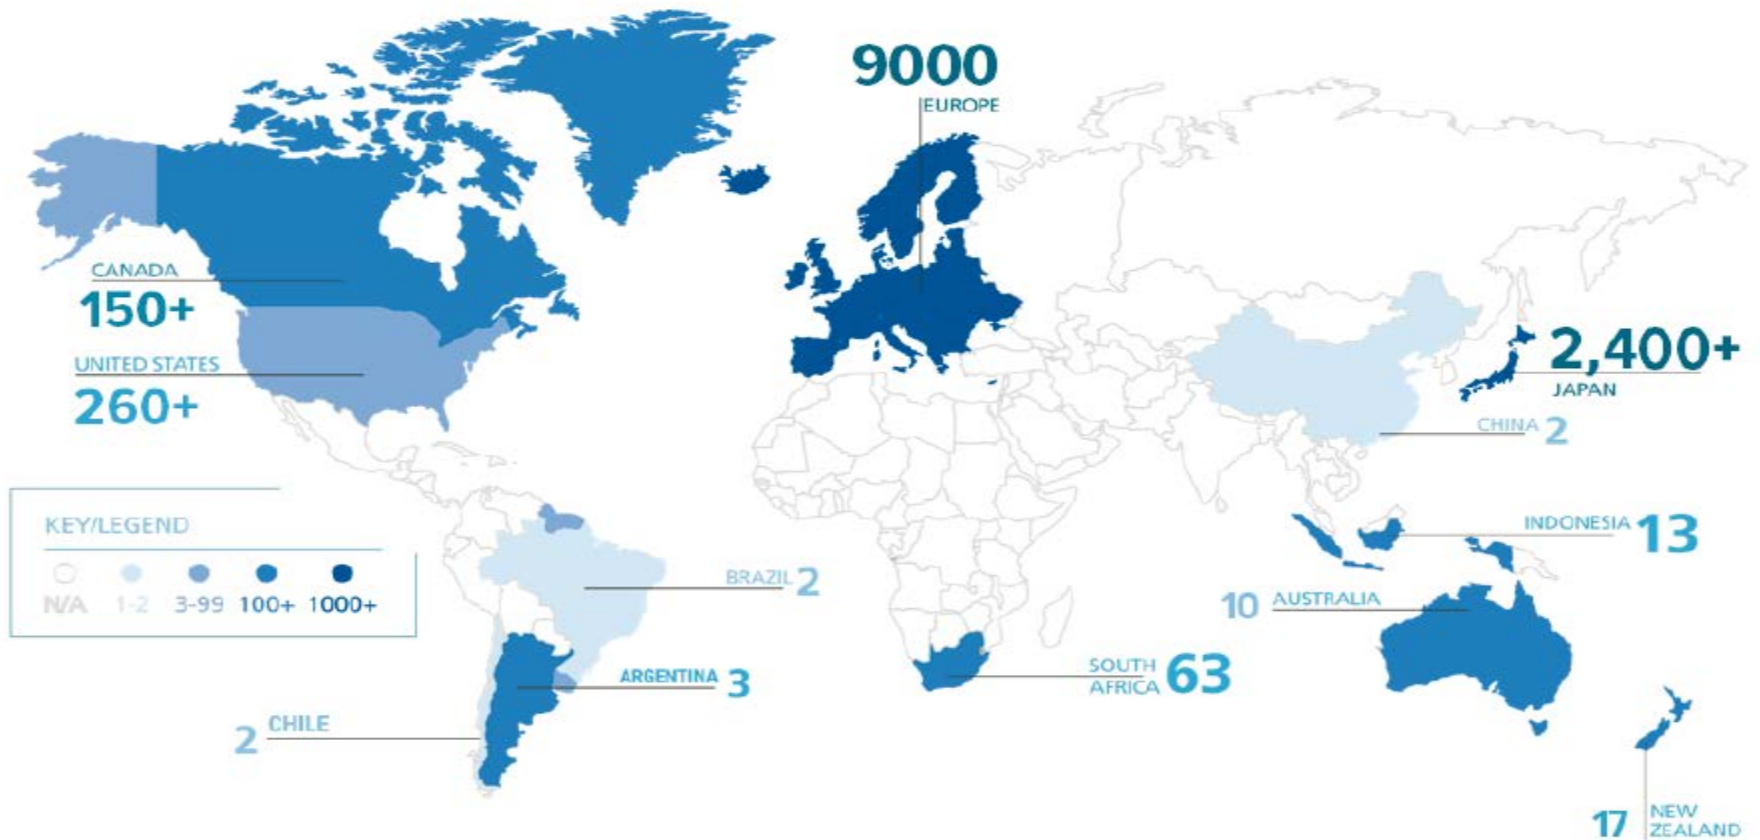 9000
EUROPE
CANADA
150+
UNITED STATES
260+
2,400+
JAPAN
CHINA 2
KEY/LEGEND
N/A 1-2 3-99 100+ 1000+
INDONESIA 13
BRAZIL 2
10 AUSTRALIA
ARGENTINA 3
SOUTH
AFRICA 63
2 CHILE
17 NEW
ZEALAND